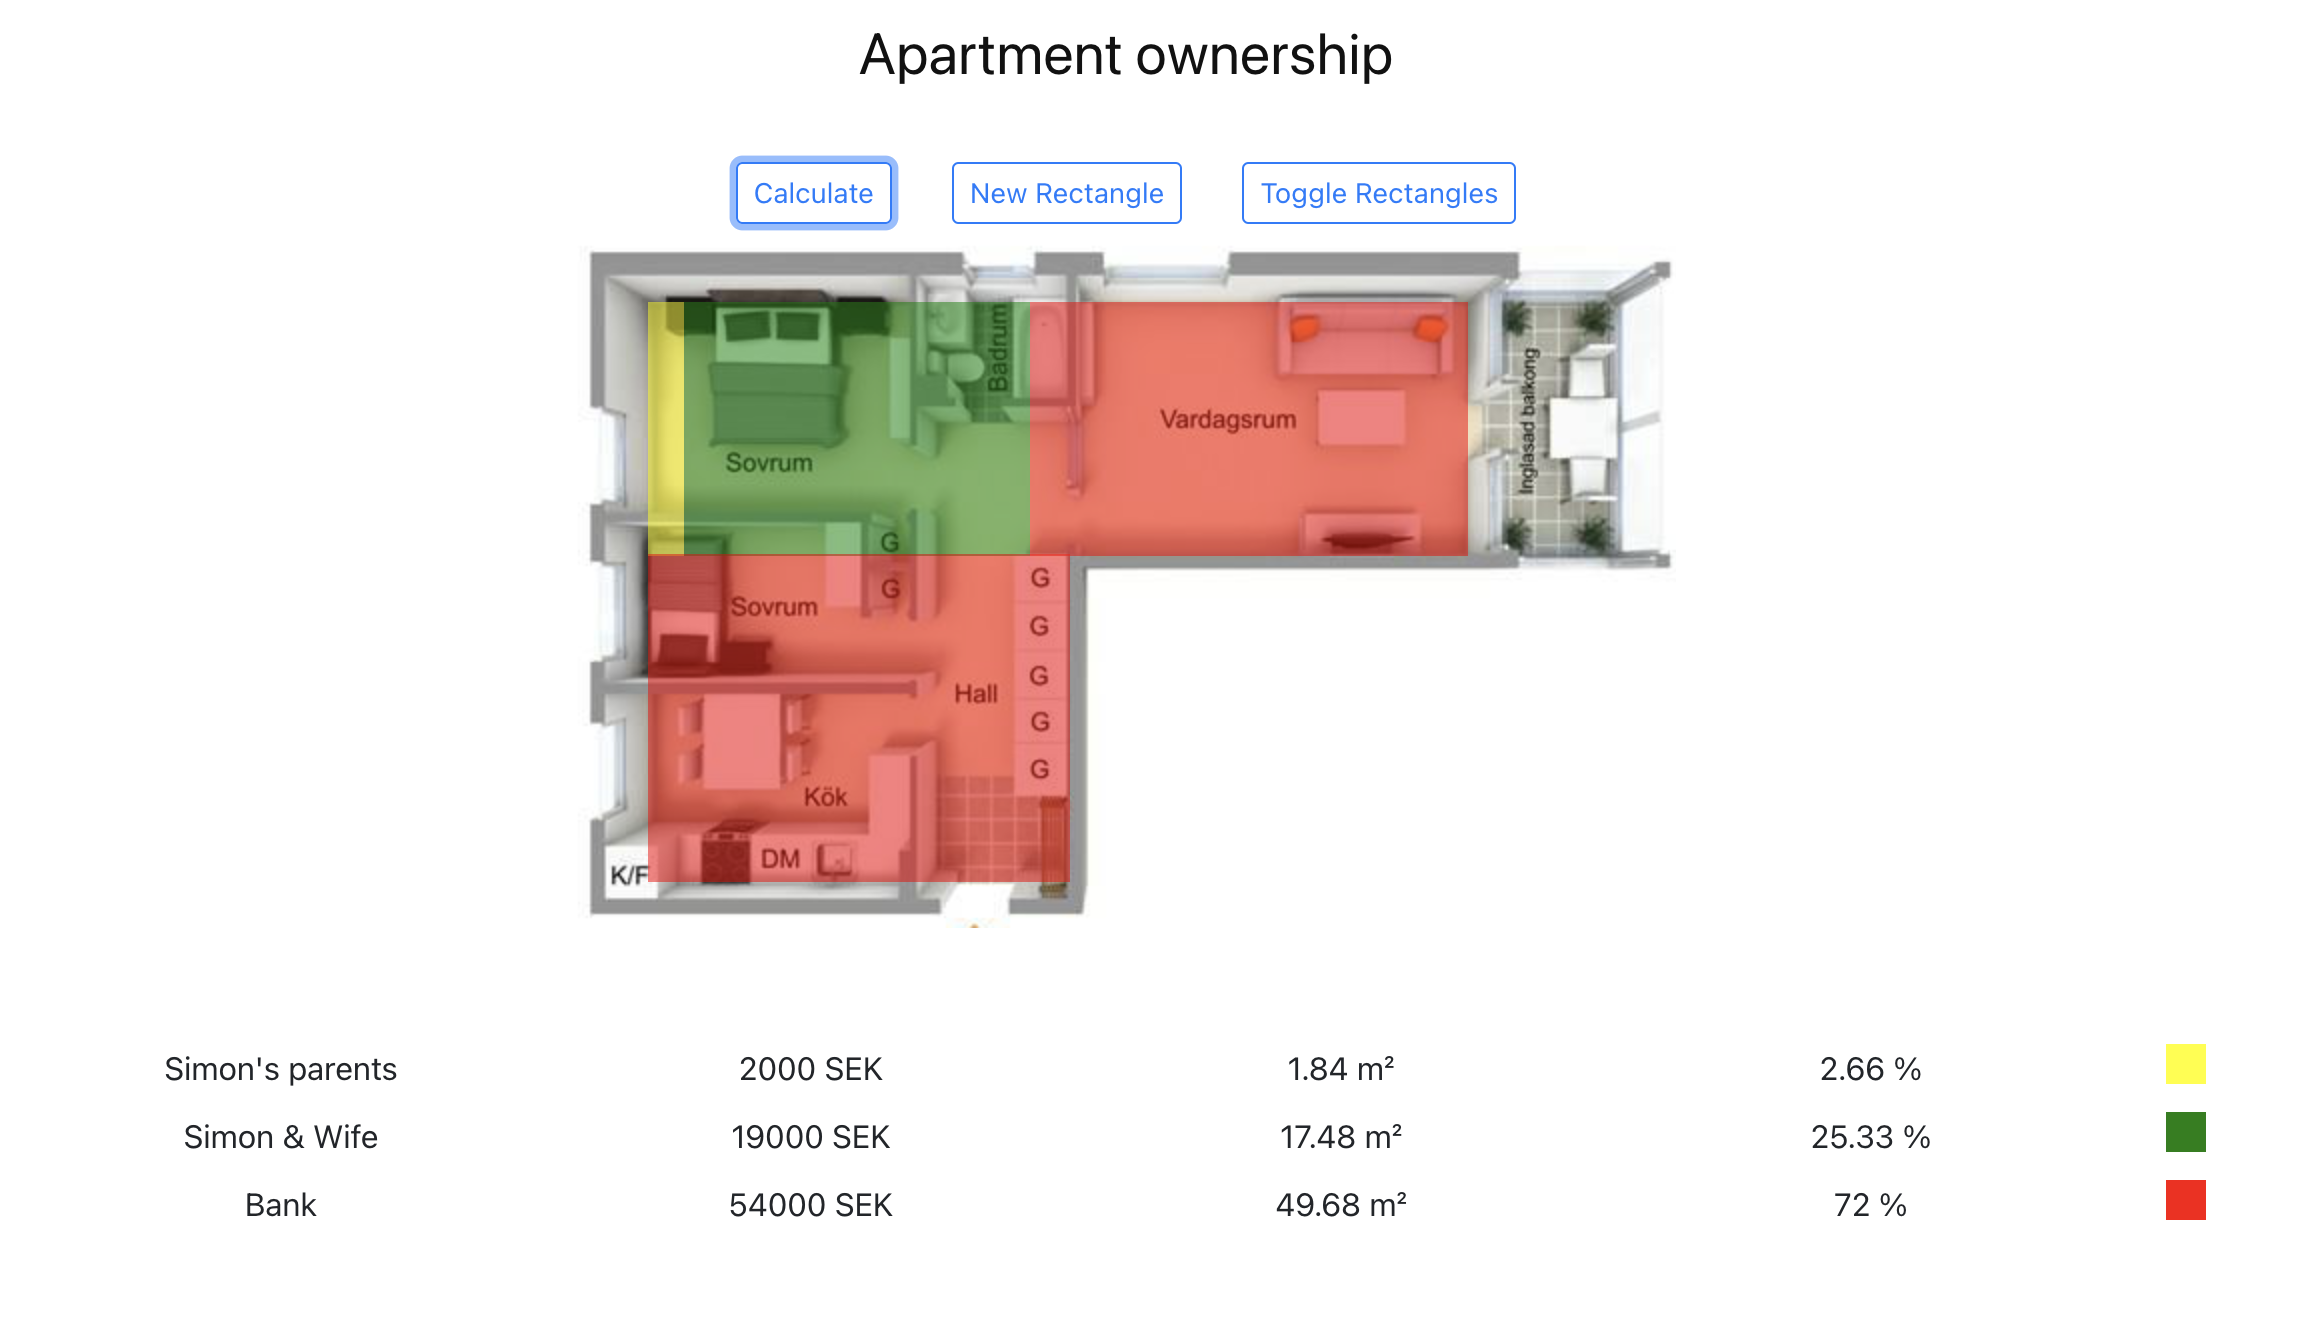 Apartment ownership
Calculate New Rectangle Toggle Rectangles
Badrum
Vardagsrum
Inglasad balkong
Sovrum
G
G
G
Sovrum
G
G
Hall
G
G
Kök
DM
K/F
Simon's parents 2000 SEK 1.84 m² 2.66 %
Simon & Wife 19000 SEK 17.48 m² 25.33 %
Bank 54000 SEK 49.68 m² 72 %